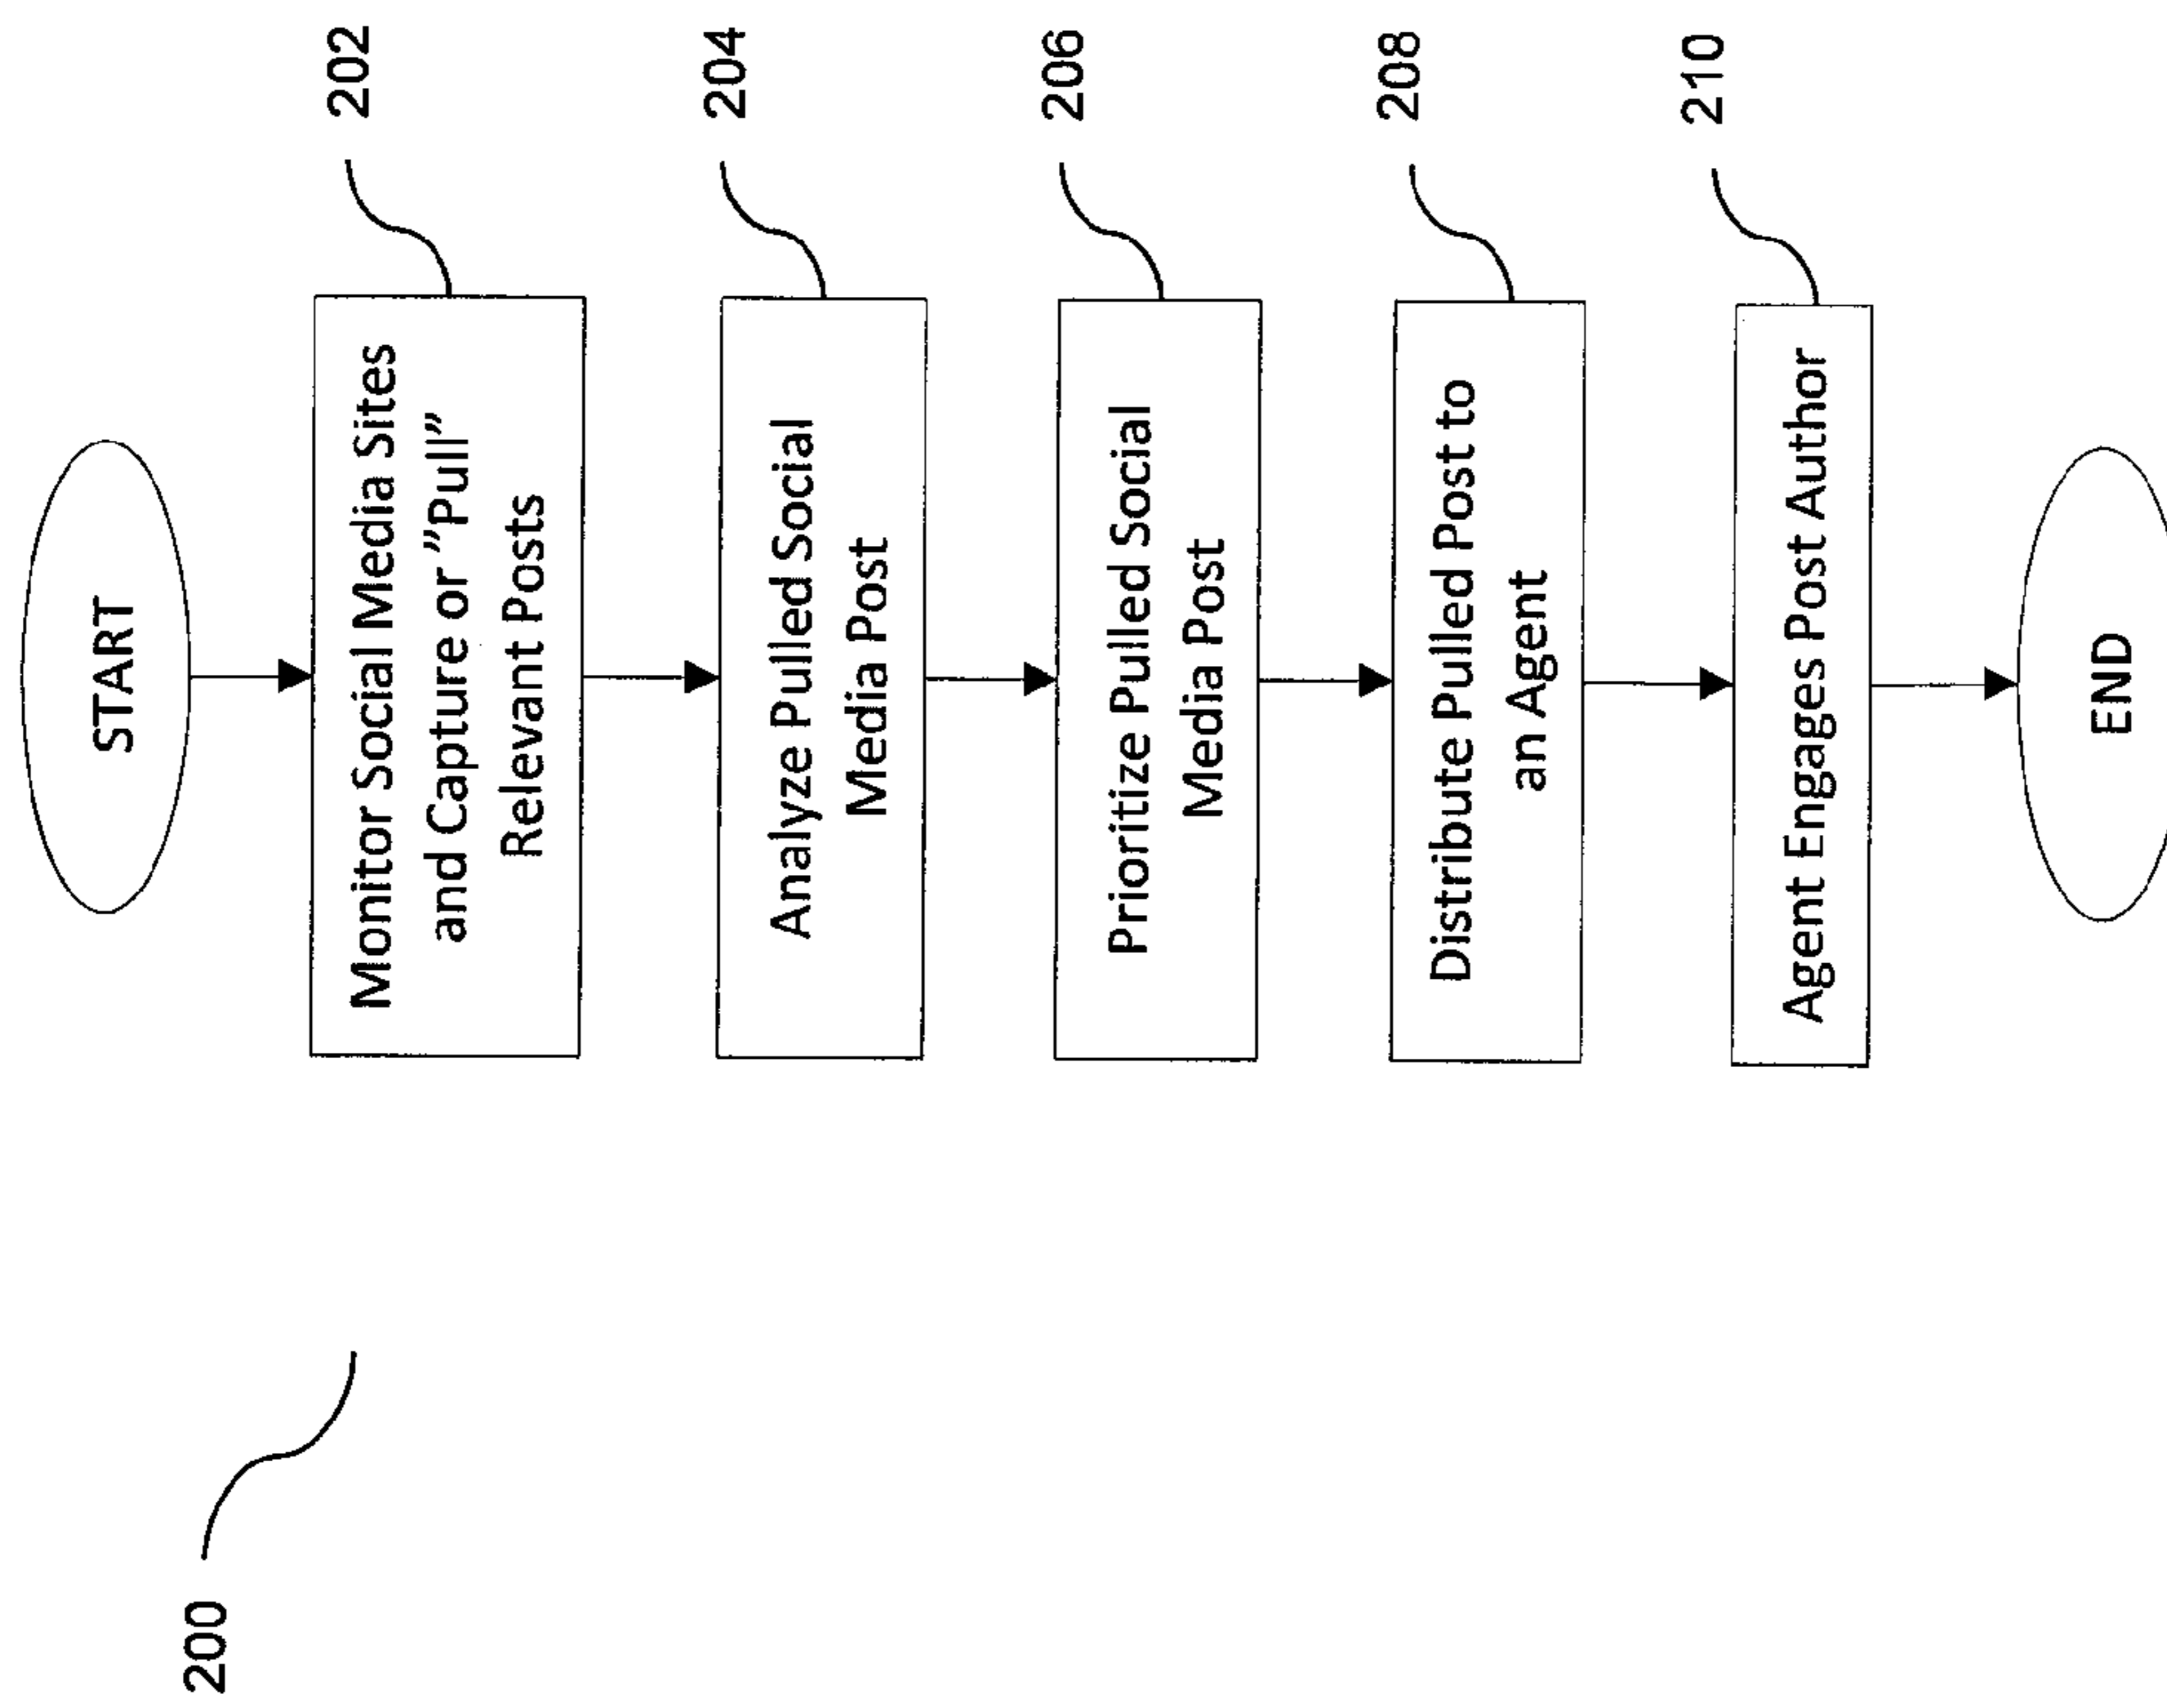 200
START
Monitor Social Media Sites
and Capture or ”Pull”
Relevant Posts
202
Analyze Pulled Social
Media Post
204
Prioritize Pulled Social
Media Post
206
Distribute Pulled Post to
an Agent
208
Agent Engages Post Author
210
END